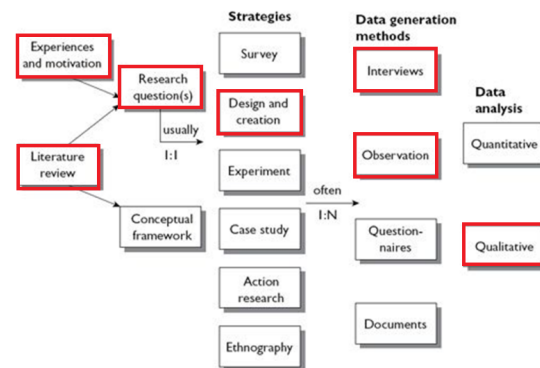 Strategies
Data generation
methods
Experiences
and motivation
Survey
Interviews
Data
analysis
Research
question(s)
Design and
creation
usually
1:1
Observation
Quantitative
Literature
review
Experiment
often
1:N
Conceptual
framework
Case study
Question-
naires
Qualitative
Action
research
Documents
Ethnography